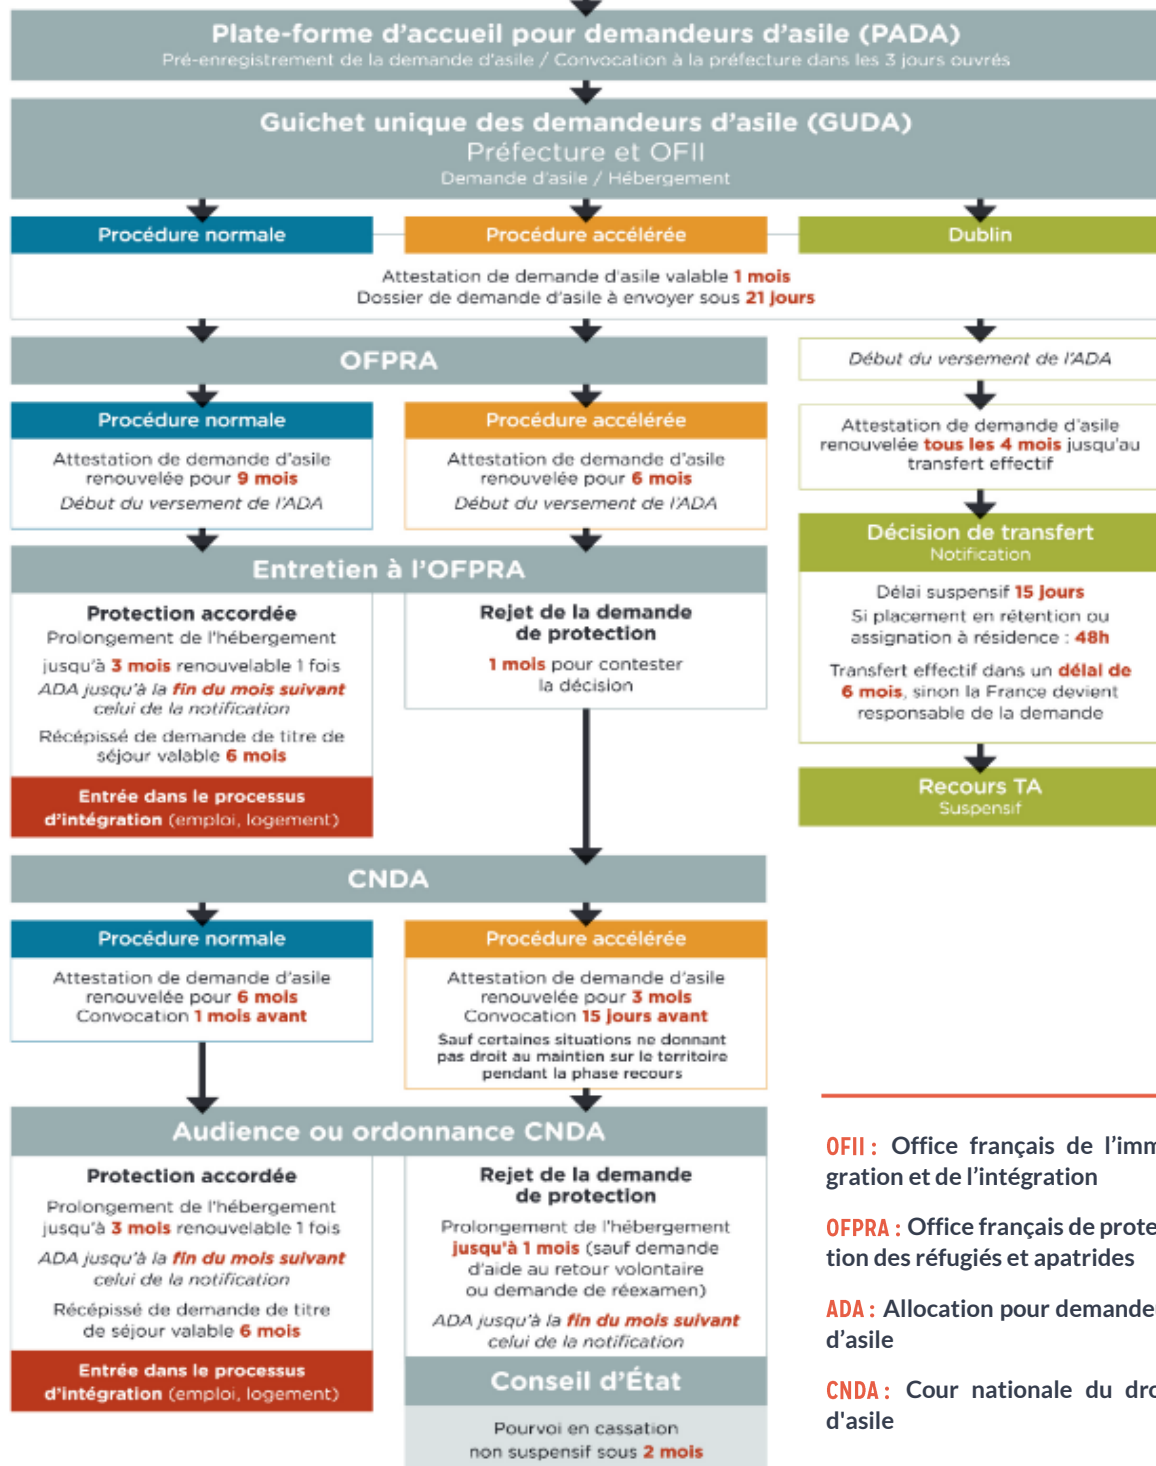 Plate-forme d'accueil pour demandeurs d'asile (PADA)
Pré-enregistrement de la demande d'asile / Convocation à la préfecture dans les 3 jours ouvrés
Guichet unique des demandeurs d'asile (GUDA)
Préfecture et OFII
Demande d'asile / Hébergement
Procédure normale
Procédure accélérée
Dublin
Attestation de demande d'asile valable 1 mois
Dossier de demande d'asile à envoyer sous 21 jours
OFPRA
Procédure normale
Attestation de demande d'asile
renouvelée pour 9 mois
Début du versement de l'ADA
Procédure accélérée
Attestation de demande d'asile
renouvelée pour 6 mois
Début du versement de l'ADA
Début du versement de l'ADA
Attestation de demande d'asile
renouvelée tous les 4 mois jusqu'au
transfert effectif
Décision de transfert
Notification
Délai suspensif 15 jours
Si placement en rétention ou
assignation à résidence : 48h
Transfert effectif dans un délai de
6 mois, sinon la France devient
responsable de la demande
Recours TA
Suspensif
Entretien à l'OFPRA
Protection accordée
Prolongement de l'hébergement
jusqu'à 3 mois renouvelable 1 fois
ADA jusqu'à la fin du mois suivant
celui de la notification
Récépissé de demande de titre de
séjour valable 6 mois
Entrée dans le processus
d'intégration (emploi, logement)
Rejet de la demande
de protection
1 mois pour contester
la décision
CNDA
Procédure normale
Attestation de demande d'asile
renouvelée pour 6 mois
Convocation 1 mois avant
Procédure accélérée
Attestation de demande d'asile
renouvelée pour 3 mois
Convocation 15 jours avant
Sauf certaines situations ne donnant
pas droit au maintien sur le territoire
pendant la phase recours
Audience ou ordonnance CNDA
Protection accordée
Prolongement de l'hébergement
jusqu'à 3 mois renouvelable 1 fois
ADA jusqu'à la fin du mois suivant
celui de la notification
Récépissé de demande de titre
de séjour valable 6 mois
Entrée dans le processus
d'intégration (emploi, logement)
Rejet de la demande
de protection
Prolongement de l'hébergement
jusqu'à 1 mois (sauf demande
d'aide au retour volontaire
ou demande de réexamen)
ADA jusqu'à la fin du mois suivant
celui de la notification
Conseil d'État
Pourvoi en cassation
non suspensif sous 2 mois
OFII : Office français de l'imm
gration et de l'intégration
OFPRA : Office français de prote
tion des réfugiés et apatrides
ADA : Allocation pour demandeu
d'asile
CNDA : Cour nationale du dro
d'asile